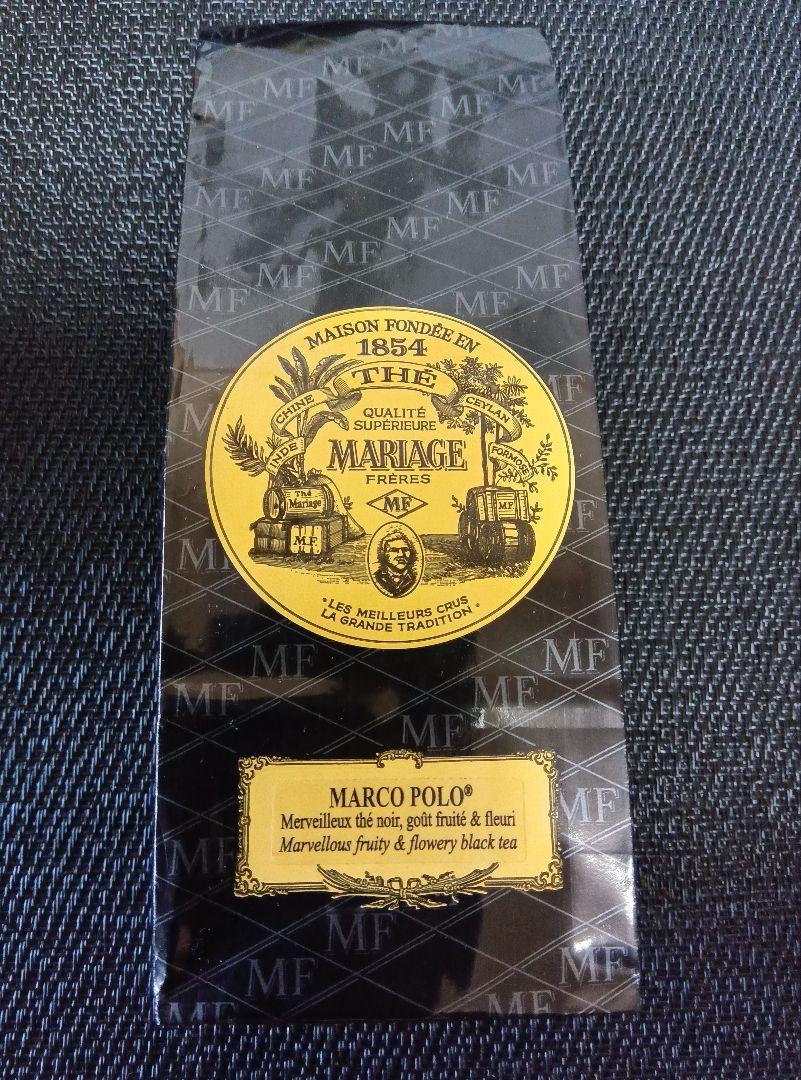 MAISON FONDÉE EN
1854
THÉ
CHINE
CEYLAN
INDE
FORMOSE
QUALITÉ
SUPÉRIEURE
MARIAGE
FRÈRES
MF
Thé
Mariage
M.F.
MF
• LES MEILLEURS CRUS
LA GRANDE TRADITION •
MARCO POLO®
Merveilleux thé noir, goût fruité & fleuri
Marvellous fruity & flowery black tea
MF